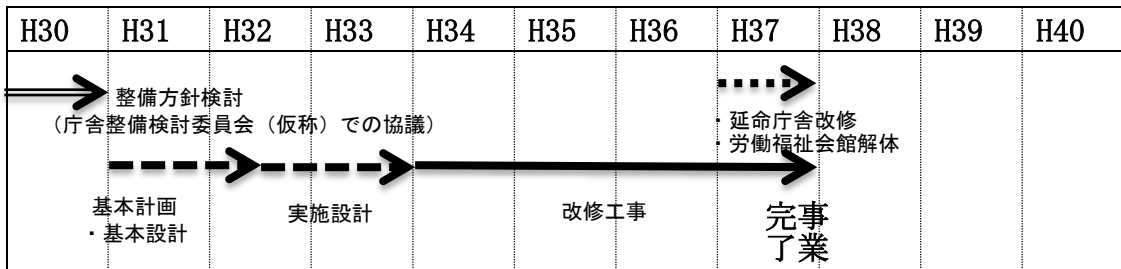 H30 H31 H32 H33 H34 H35 H36 H37 H38 H39 H40
整備方針検討
（庁舎整備検討委員会（仮称）での協議）
・延命庁舎改修
・労働福祉会館解体
基本計画
・基本設計
実施設計
改修工事
事業
完了